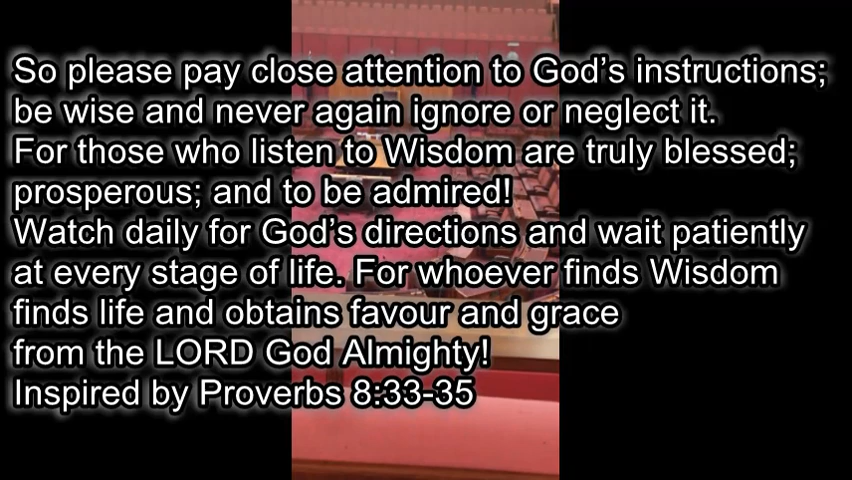 So please pay close attention to God's instructions;
be wise and never again ignore or neglect it.
For those who listen to Wisdom are truly blessed;
prosperous; and to be admired!
Watch daily for God's directions and wait patiently
at every stage of life. For whoever finds Wisdom
finds life and obtains favour and grace
from the LORD God Almighty!
Inspired by Proverbs 8:33-35